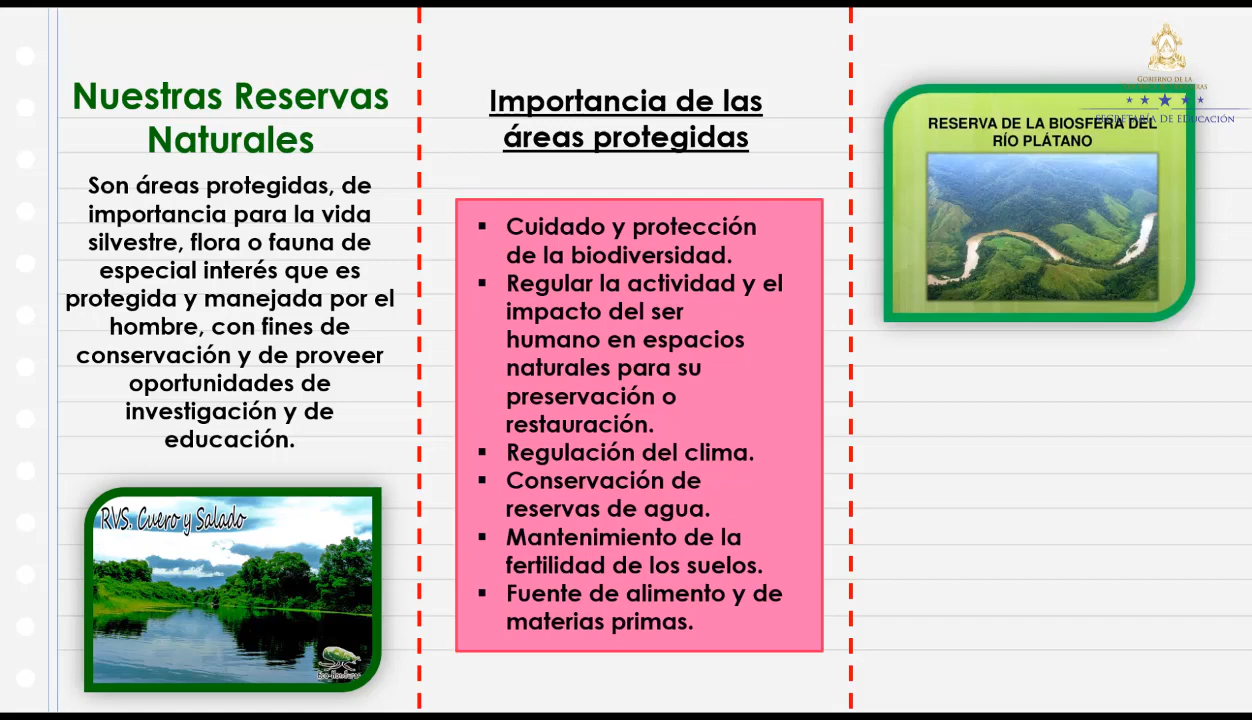 Nuestras Reservas
Naturales
Son áreas protegidas, de
importancia para la vida
silvestre, flora o fauna de
especial interés que es
protegida y manejada por el
hombre, con fines de
conservación y de proveer
oportunidades de
investigación y de
educación.
RVS. Cuero y Salado
Importancia de las
áreas protegidas
▪ Cuidado y protección
de la biodiversidad.
▪ Regular la actividad y el
impacto del ser
humano en espacios
naturales para su
preservación o
restauración.
▪ Regulación del clima.
▪ Conservación de
reservas de agua.
▪ Mantenimiento de la
fertilidad de los suelos.
▪ Fuente de alimento y de
materias primas.
GOBIERNO DE LA
SECRETARÍA DE EDUCACIÓN
RESERVA DE LA BIOSFERA DEL
RÍO PLÁTANO